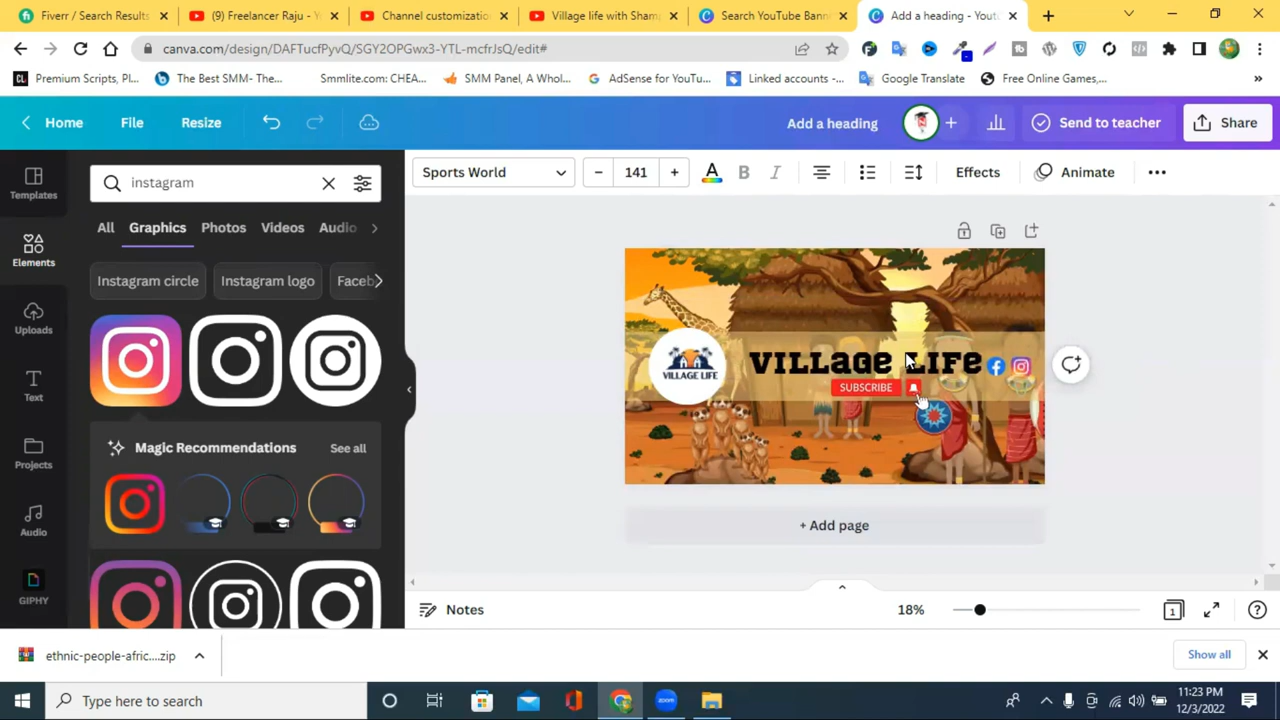 Fiverr / Search Results
(9) Freelancer Raju - Y
Channel customizatio
Village life with Sham
Search YouTube Bann
Add a heading - Yout
canva.com/design/DAFTucfPyvQ/SGY2OPGwx3-YTL-mcfrJsQ/edit#
Premium Scripts, Pl...
The Best SMM- The...
Smmlite.com: CHEA...
SMM Panel, A Whol...
AdSense for YouTu...
Linked accounts -...
Google Translate
Free Online Games,...
Home
File
Resize
Add a heading
Send to teacher
Share
Templates
Elements
Uploads
Text
Projects
Audio
GIPHY
instagram
All
Graphics
Photos
Videos
Audio
Instagram circle
Instagram logo
Faceb
Magic Recommendations
See all
Sports World
141
A
B
I
Effects
Animate
VILLAGE LIFE
VILLage LIFe
SUBSCRIBE
+ Add page
Notes
18%
1
ethnic-people-afric....zip
Show all
Type here to search
11:23 PM
12/3/2022